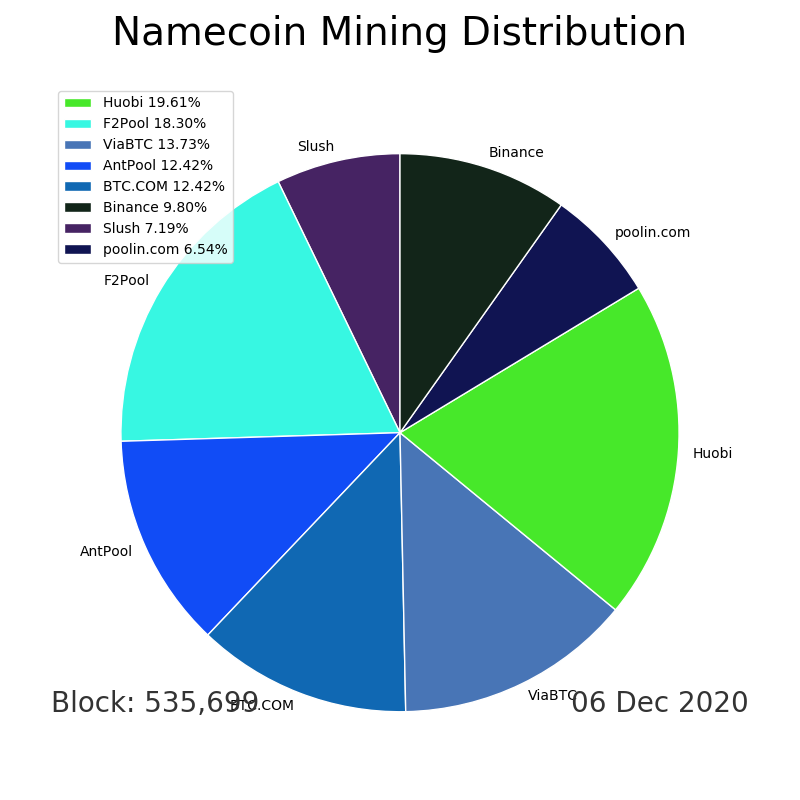 Namecoin Mining Distribution
Huobi 19.61%
F2Pool 18.30%
ViaBTC 13.73%
AntPool 12.42%
BTC.COM 12.42%
Binance 9.80%
Slush 7.19%
poolin.com 6.54%
Slush
Binance
poolin.com
F2Pool
Huobi
AntPool
ViaBTC
BTC.COM
Block: 535,699
06 Dec 2020